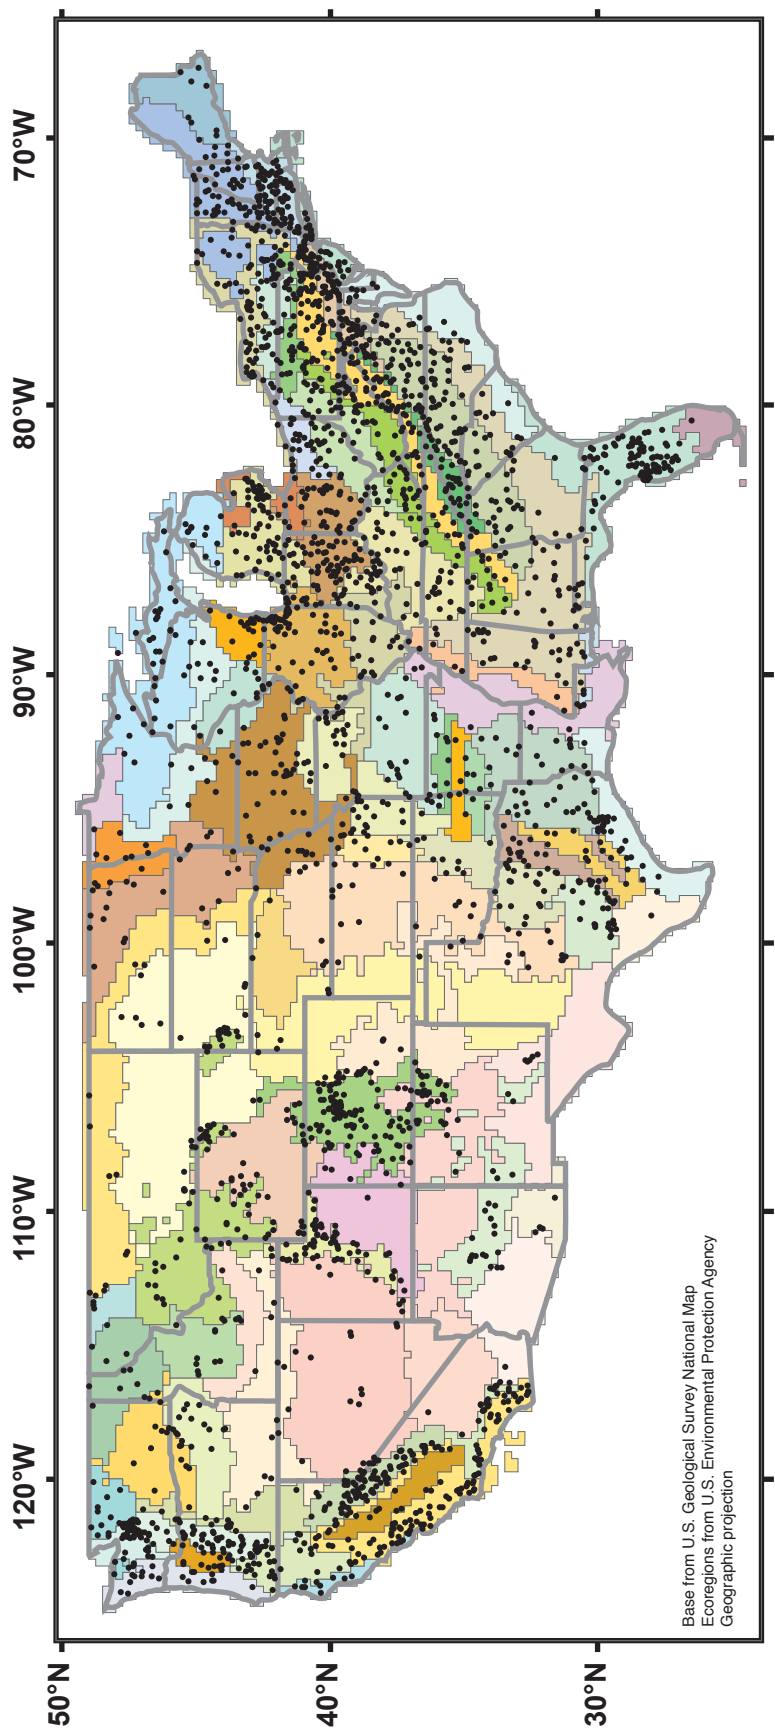 50°N
40°N
30°N
120°W
110°W
100°W
90°W
80°W
70°W
Base from U.S. Geological Survey National Map
Ecoregions from U.S. Environmental Protection Agency
Geographic projection